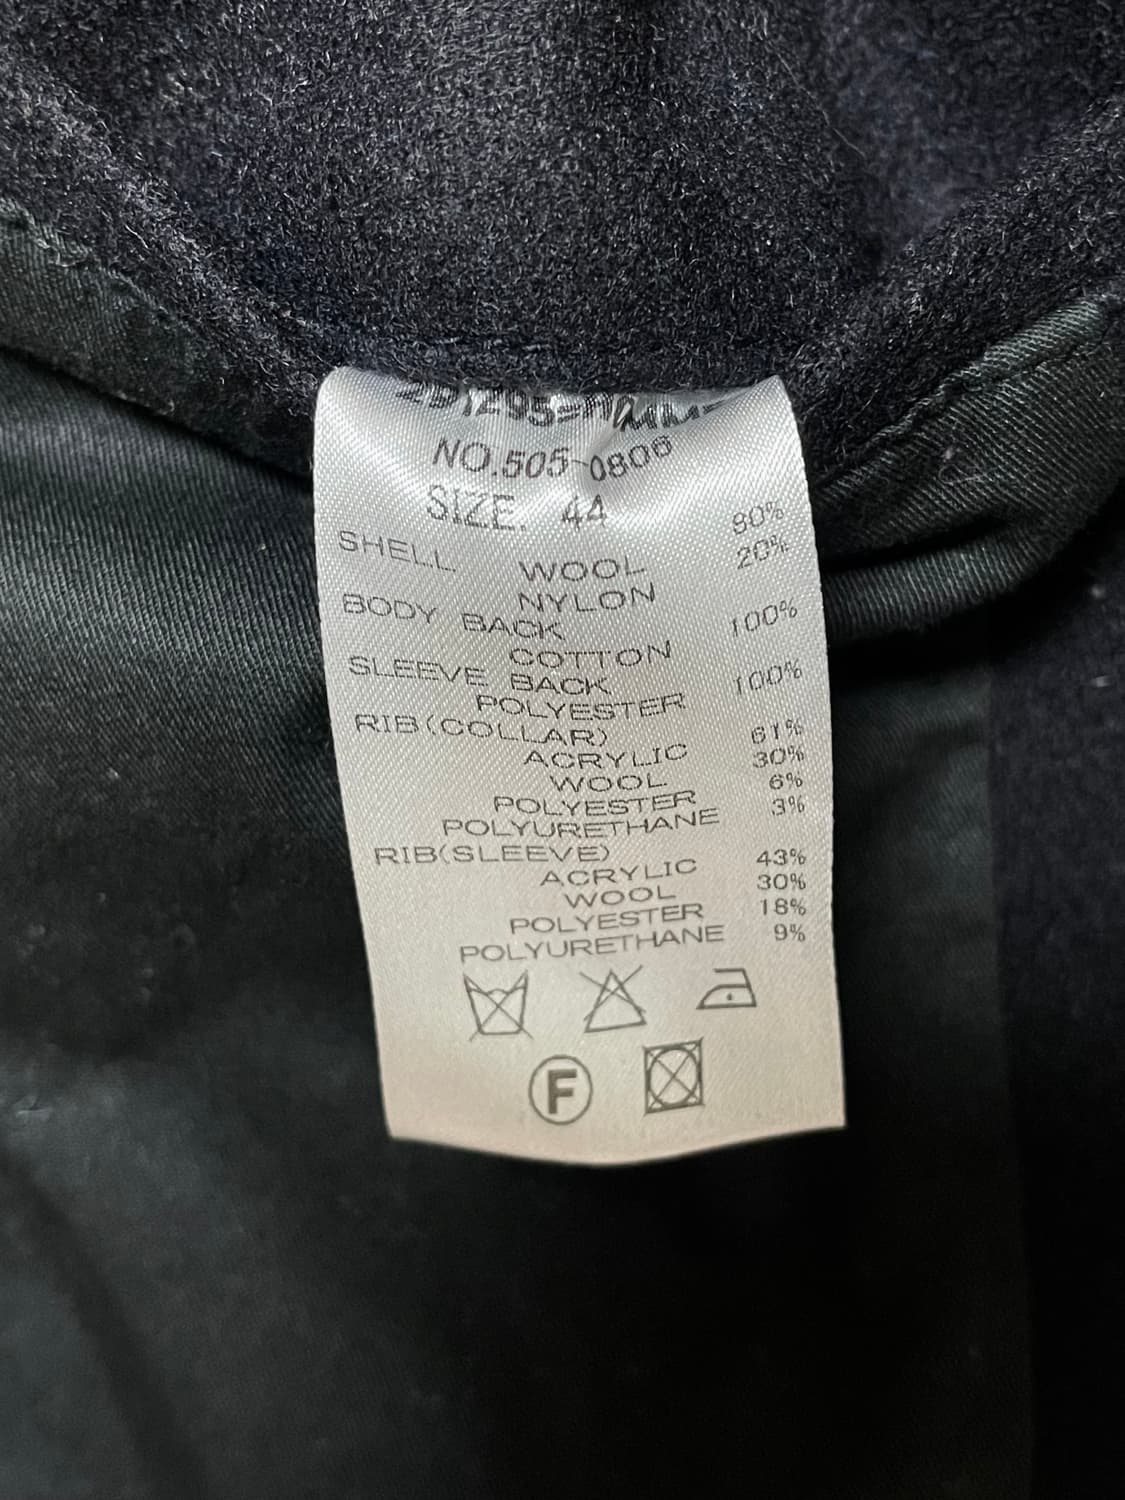 NO.505-0806
SIZE. 44
SHELL
WOOL 80%
NYLON 20%
BODY BACK
COTTON 100%
SLEEVE BACK
POLYESTER 100%
RIB(COLLAR)
ACRYLIC 61%
WOOL 30%
POLYESTER 6%
POLYURETHANE 3%
RIB(SLEEVE)
ACRYLIC 43%
WOOL 30%
POLYESTER 18%
POLYURETHANE 9%
F